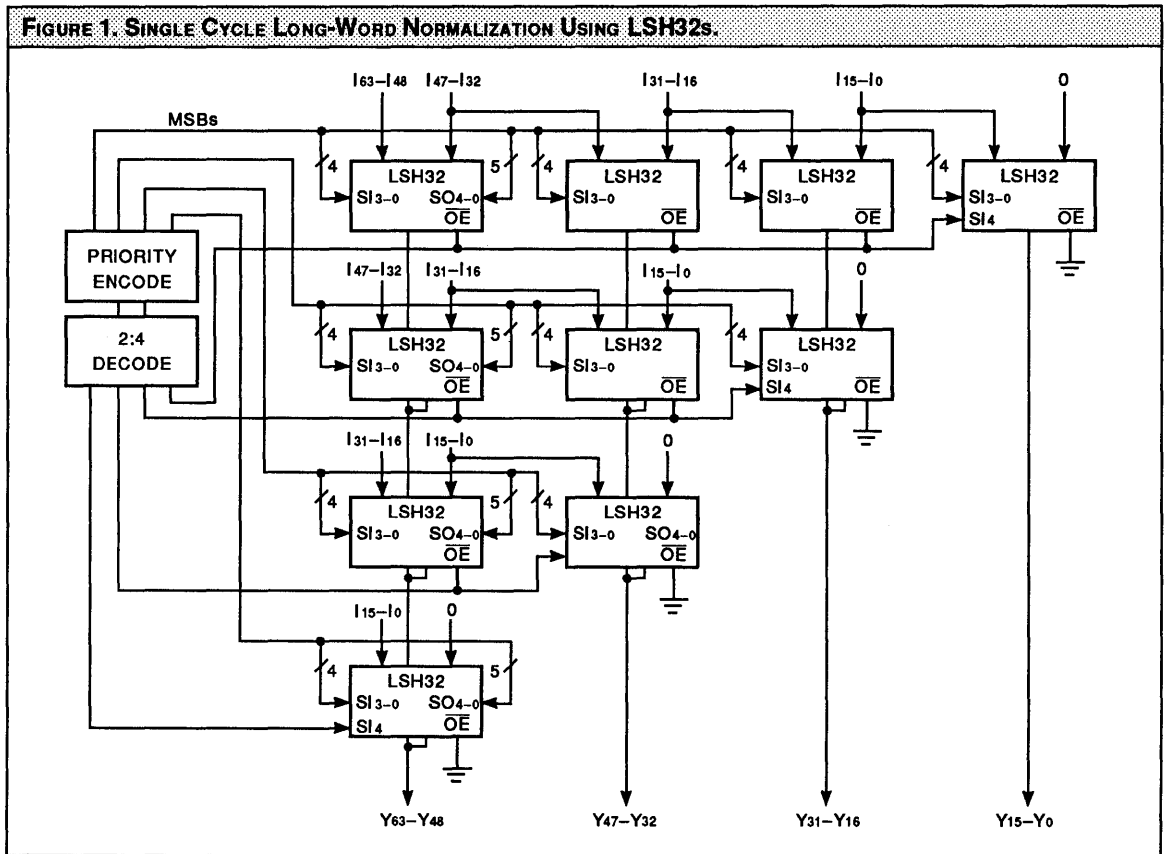 FIGURE 1. SINGLE CYCLE LONG-WORD NORMALIZATION USING LSH32S.
I63–I48 I47–I32 I31–I16 I15–I0 0
MSBs
4 5 4 4 4
LSH32 LSH32 LSH32 LSH32
SI3–0 SO4–0 SI3–0 SI3–0 SI3–0
OE OE OE SI4 OE
PRIORITY
ENCODE
I47–I32 I31–I16 I15–I0 0
2:4
DECODE
4 5 4 4
LSH32 LSH32 LSH32
SI3–0 SO4–0 SI3–0 SI3–0
OE OE SI4 OE
I31–I16 I15–I0 0
4 5 4
LSH32 LSH32
SI3–0 SO4–0 SI3–0 SO4–0
OE OE
I15–I0 0
4 5
LSH32
SI3–0 SO4–0
SI4 OE
Y63–Y48 Y47–Y32 Y31–Y16 Y15–Y0